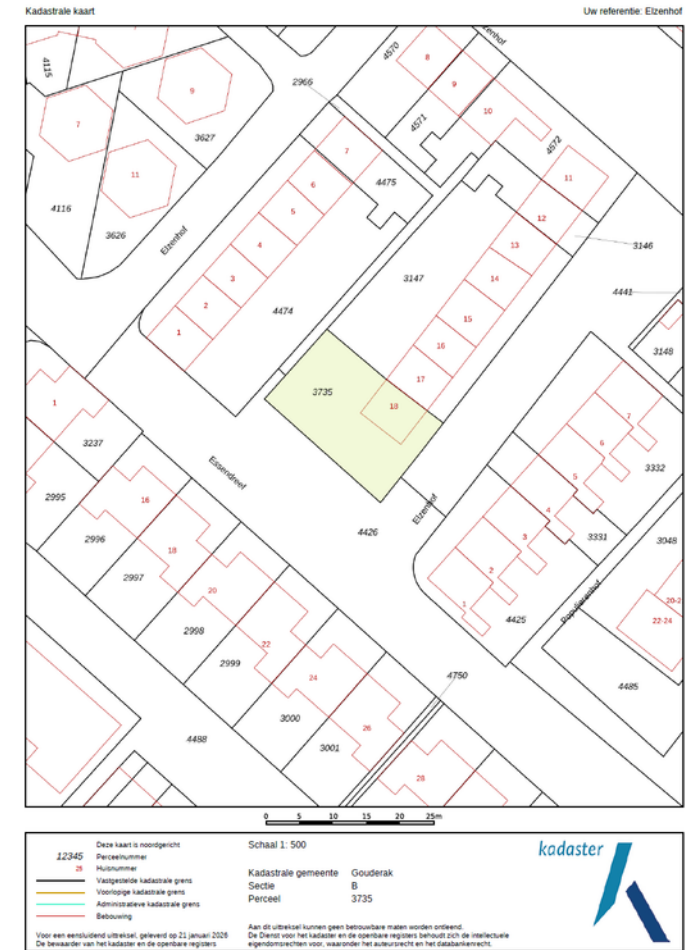 Kadastrale kaart
Uw referentie: Elzenhof
4115
4570
zenhof
8
9
10
2966
9
7
3627
4571
4572
11
7
6
4475
11
12
4116
3626
Elzenhof
5
4
3
2
1
4474
3147
13
14
15
16
17
18
3146
4441
3148
3735
1
3237
Essendreef
2995
16
2996
18
2997
20
2998
22
2999
24
3000
26
3001
28
4488
4426
Elzenhof
7
6
5
4
3
2
1
3332
3331
3048
4425
Populierenhof
20-2
22-24
4485
4750
0 5 10 15 20 25m
Deze kaart is noordgericht
12345 Perceelnummer
25 Huisnummer
Vastgestelde kadastrale grens
Voorlopige kadastrale grens
Administratieve kadastrale grens
Bebouwing
Voor een eensluidend uittreksel, geleverd op 21 januari 2026
De bewaarder van het kadaster en de openbare registers
Schaal 1: 500
Kadastrale gemeente Gouderak
Sectie B
Perceel 3735
Aan dit uittreksel kunnen geen betrouwbare maten worden ontleend.
De Dienst voor het kadaster en de openbare registers behoudt zich de intellectuele
eigendomsrechten voor, waaronder het auteursrecht en het databankenrecht.
kadaster